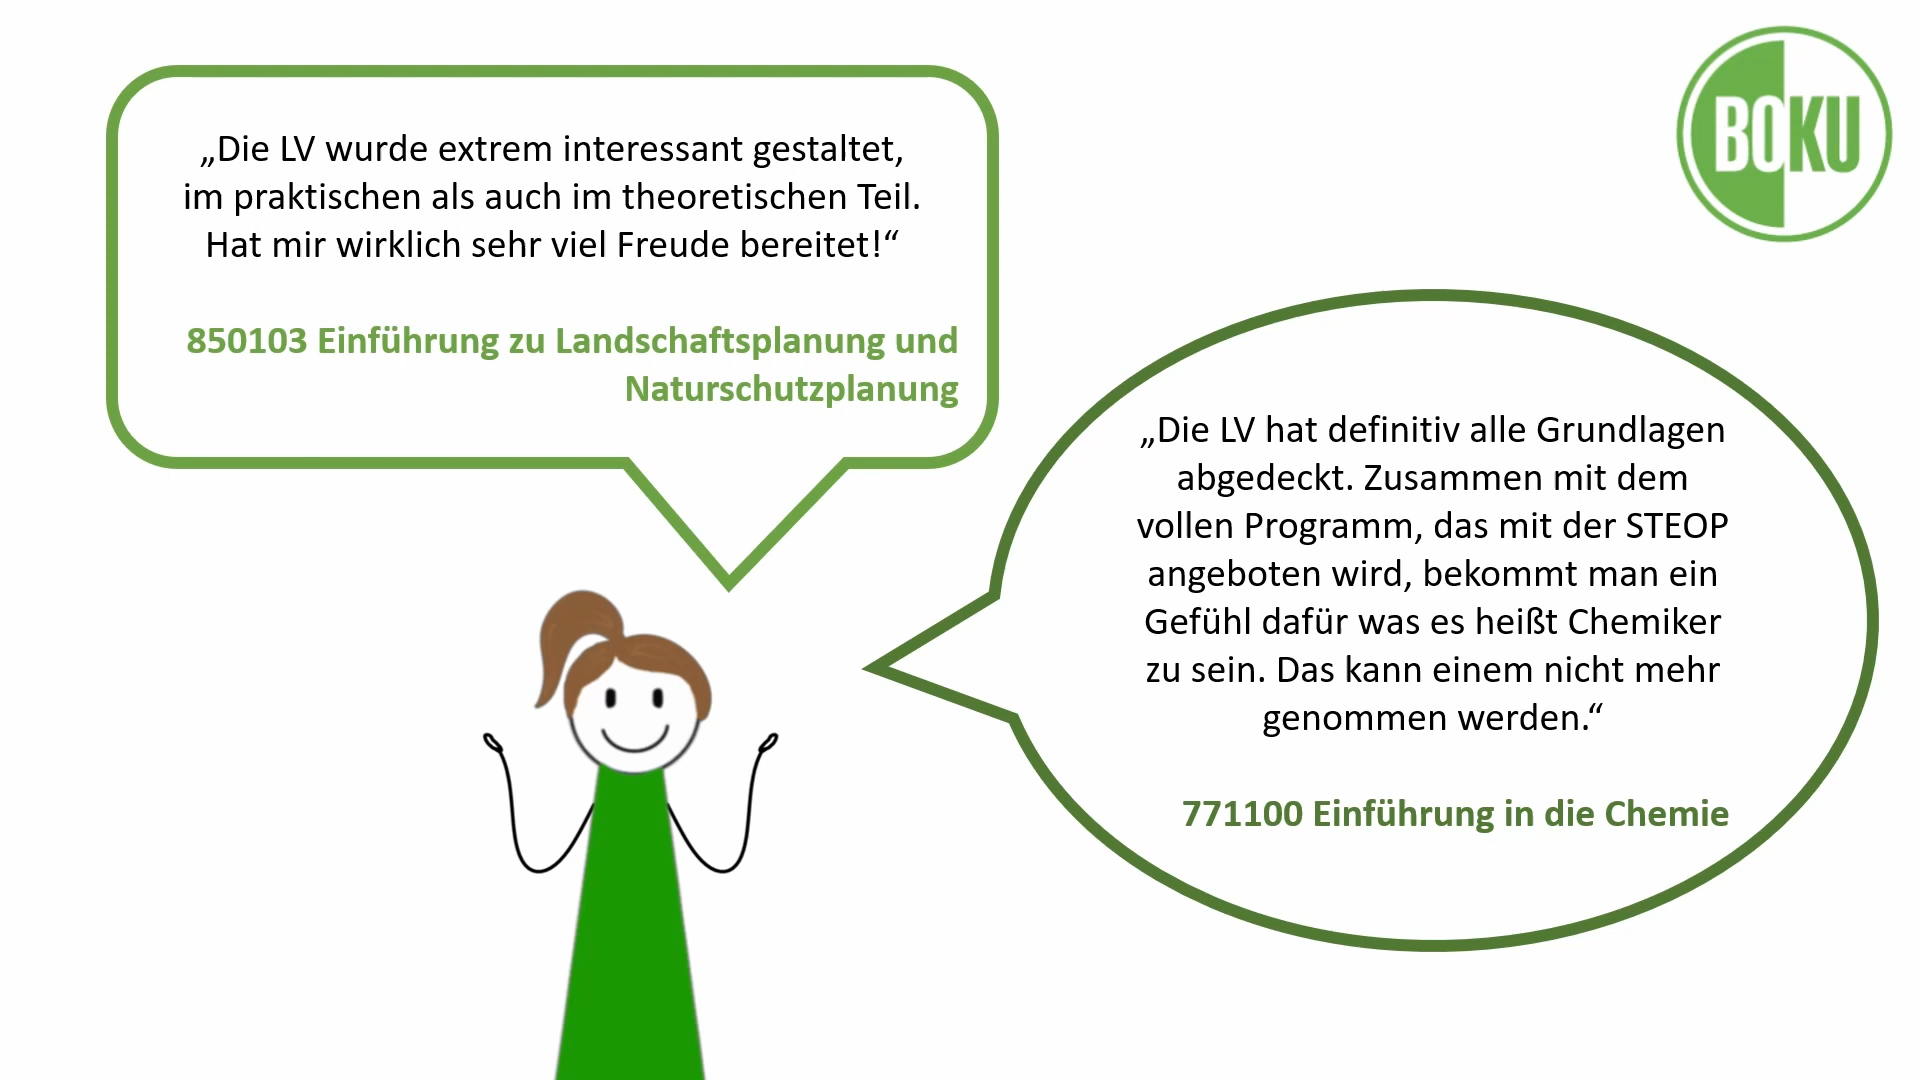 „Die LV wurde extrem interessant gestaltet,
im praktischen als auch im theoretischen Teil.
Hat mir wirklich sehr viel Freude bereitet!“
850103 Einführung zu Landschaftsplanung und
Naturschutzplanung
BOKU
„Die LV hat definitiv alle Grundlagen
abgedeckt. Zusammen mit dem
vollen Programm, das mit der STEOP
angeboten wird, bekommt man ein
Gefühl dafür was es heißt Chemiker
zu sein. Das kann einem nicht mehr
genommen werden.“
771100 Einführung in die Chemie